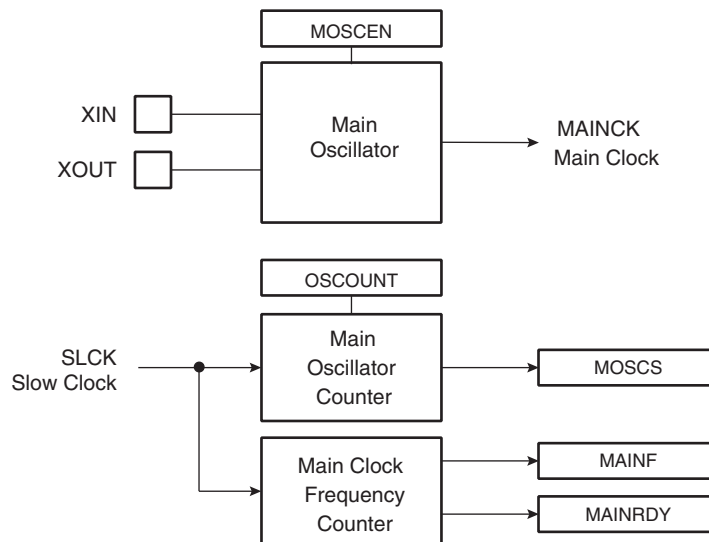 MOSCEN
XIN
XOUT
Main
Oscillator
MAINCK
Main Clock
OSCOUNT
SLCK
Slow Clock
Main
Oscillator
Counter
MOSCS
Main Clock
Frequency
Counter
MAINF
MAINRDY